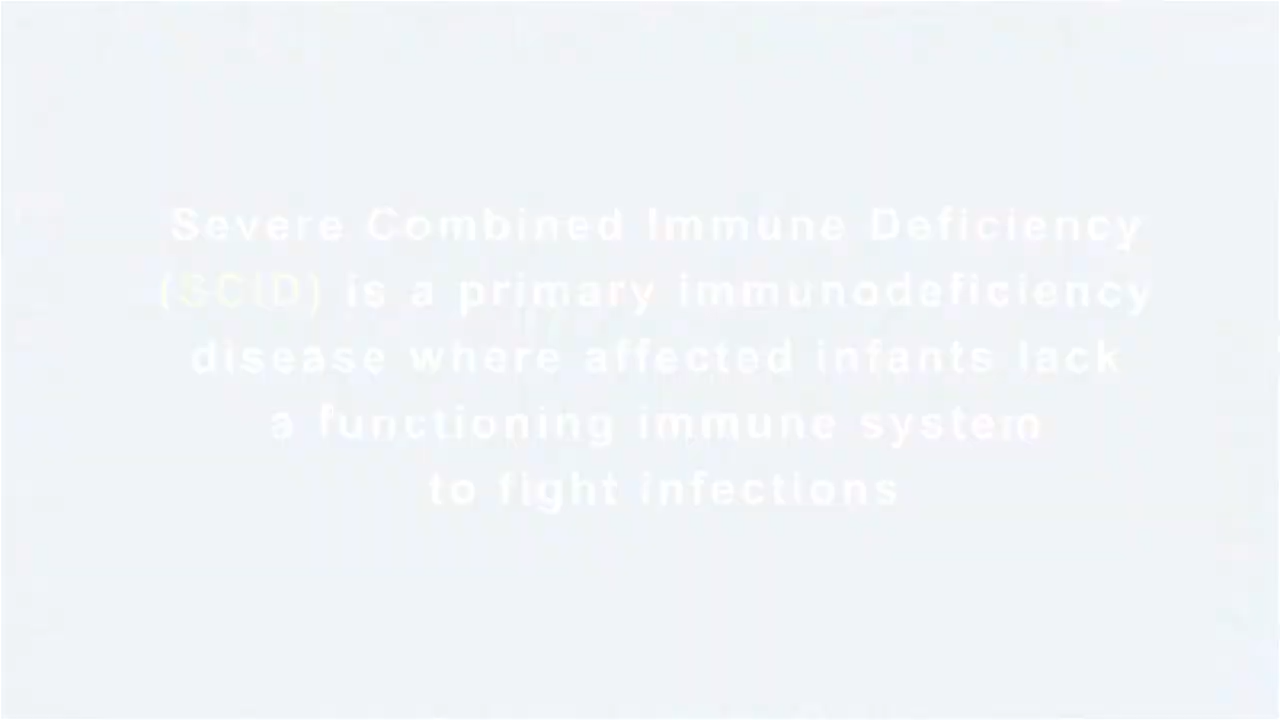 Severe Combined Immune Deficiency
(SCID) is a primary immunodeficiency
disease where affected infants lack
a functioning immune system
to fight infections